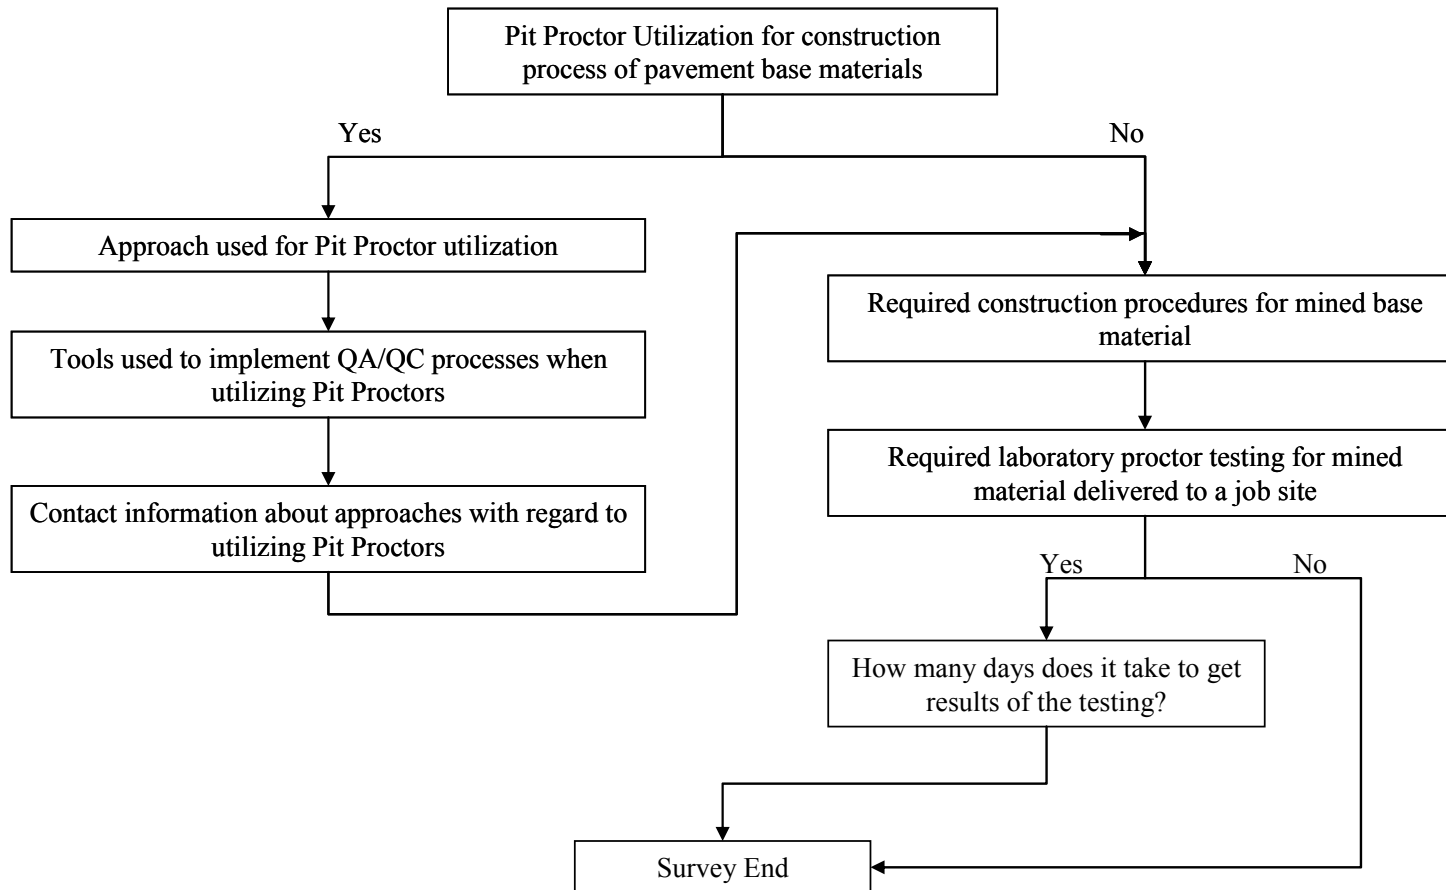 Pit Proctor Utilization for construction
process of pavement base materials
Yes
No
Approach used for Pit Proctor utilization
Tools used to implement QA/QC processes when
utilizing Pit Proctors
Contact information about approaches with regard to
utilizing Pit Proctors
Required construction procedures for mined base
material
Required laboratory proctor testing for mined
material delivered to a job site
Yes
No
How many days does it take to get
results of the testing?
Survey End